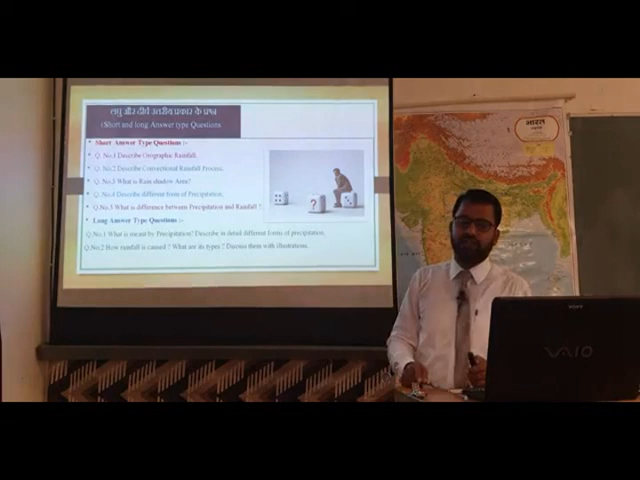 लघु और दीर्घ उत्तरीय प्रकार के प्रश्न
(Short and long Answer type Questions
Short Answer Type Questions :-
Q. No.1 Describe Orographic Rainfall,
Q. No.2 Describe Conventional Rainfall Process,
Q. No.3 What is Rain shadow Area?
Q. No.4 Describe different form of Precipitation,
Q. No.5 What is difference between Precipitation and Rainfall ?
Long Answer Type Questions :-
Q. No.1 What is meant by Precipitation? Describe in detail different forms of precipitation,
Q. No.2 How rainfall is caused ? What are its types ? Discuss them with illustrations.
?
भारत
SONY
VAIO